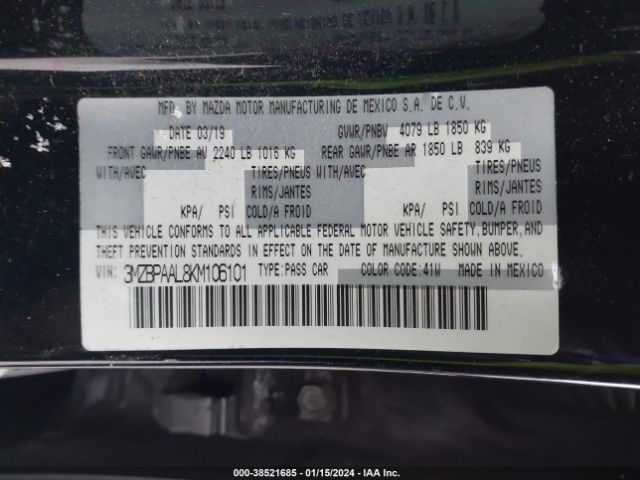 MFD. BY MAZDA MOTOR MANUFACTURING DE MEXICO S.A. DE C.V.
DATE 03/19 GVWR/PNBV 4079 LB 1850 KG
FRONT GAWR/PNBE AV 2240 LB 1016 KG REAR GAWR/PNBE AR 1850 LB 839 KG
WITH/AVEC TIRES/PNEUS WITH/AVEC TIRES/PNEUS
RIMS/JANTES RIMS/JANTES
KPA/ PSI COLD/A FROID KPA/ PSI COLD/A FROID
THIS VEHICLE CONFORMS TO ALL APPLICABLE FEDERAL MOTOR VEHICLE SAFETY, BUMPER, AND
THEFT PREVENTION STANDARDS IN EFFECT ON THE DATE OF MANUFACTURE SHOWN ABOVE.
VIN: 3MZBPAAL8KM106101 TYPE:PASS CAR COLOR CODE:41W MADE IN MEXICO
000-38521685 - 01/15/2024 - IAA Inc.